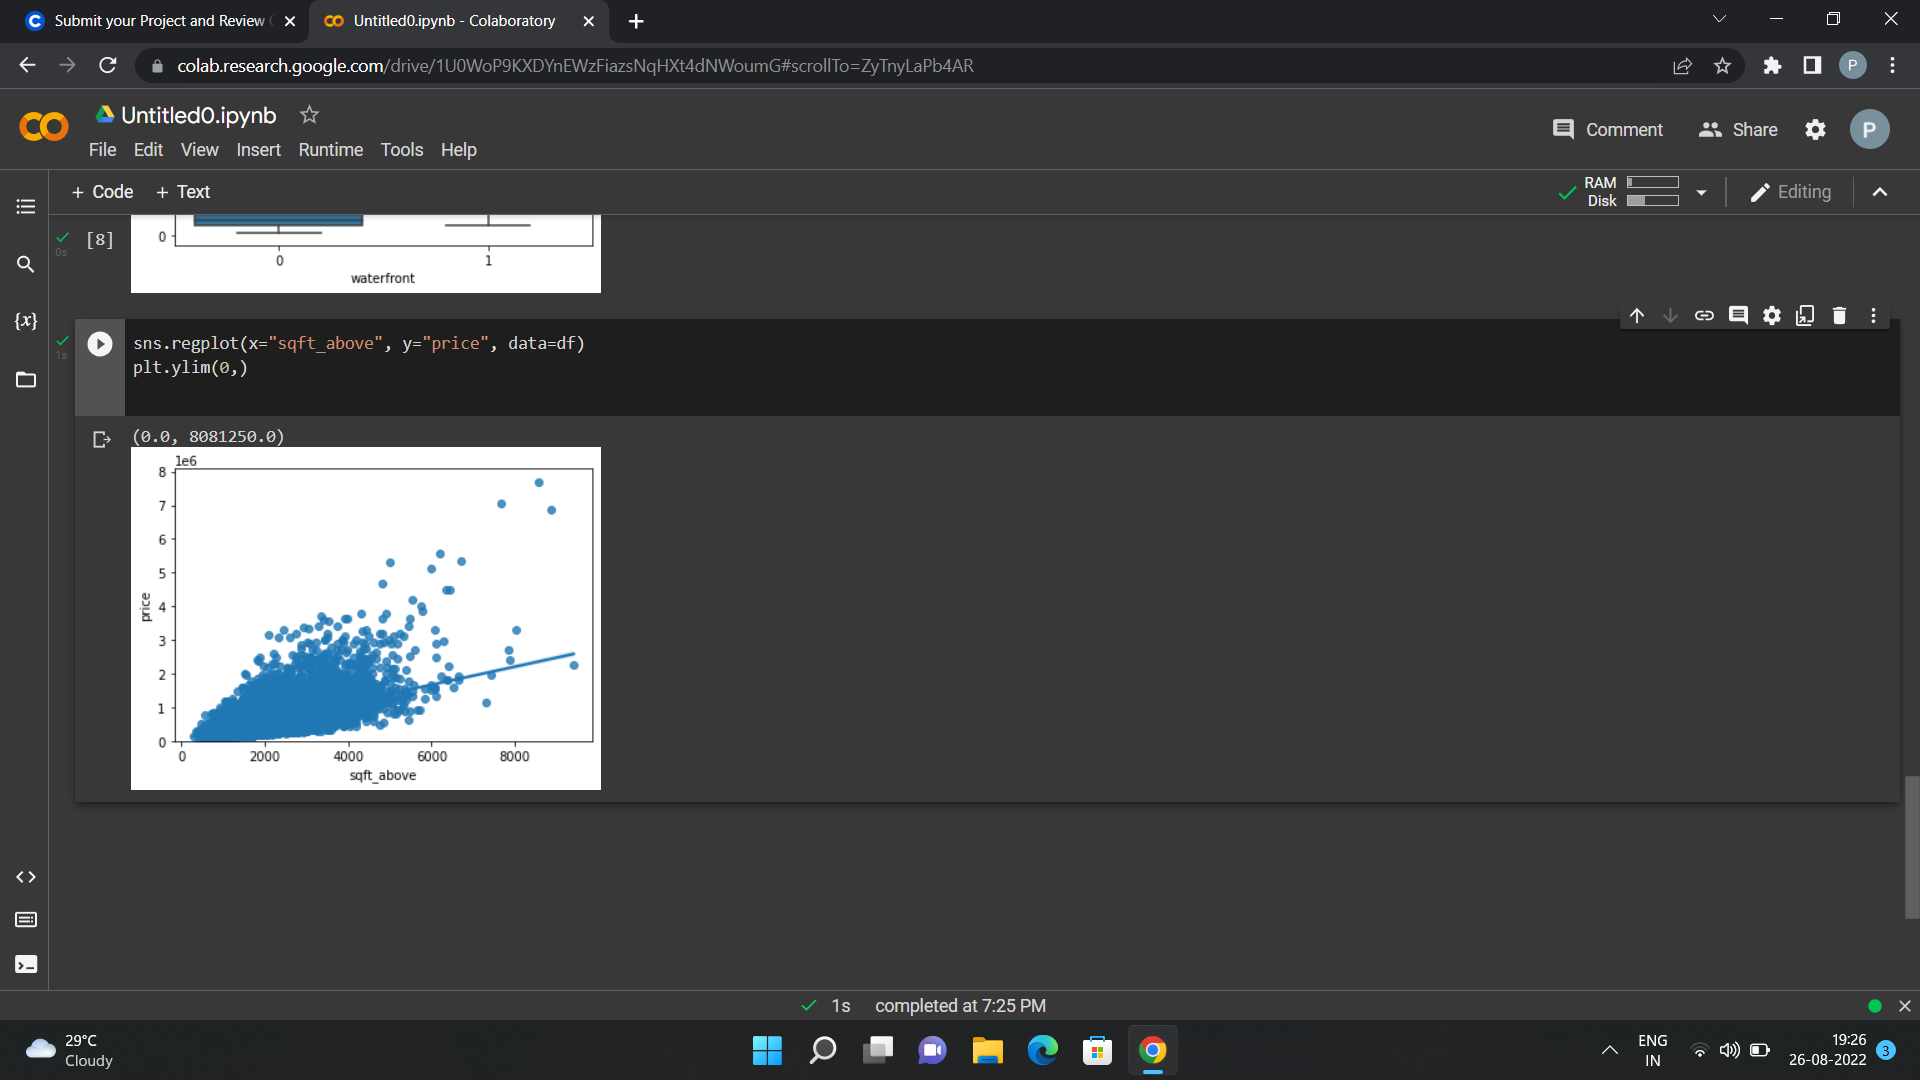 Submit your Project and Review
Untitled0.ipynb - Colaboratory
colab.research.google.com/drive/1U0WoP9KXDYnEWzFiazsNqHXt4dNWoumG#scrollTo=ZyTnyLaPb4AR
P
Untitled0.ipynb
Comment
Share
P
File Edit View Insert Runtime Tools Help
+ Code + Text
RAM
Disk
Editing
[8]
0s
0
0 1
waterfront
{x}
1s
sns.regplot(x="sqft_above", y="price", data=df)
plt.ylim(0,)
(0.0, 8081250.0)
1e6
8
7
6
5
4
3
2
1
0
price
0 2000 4000 6000 8000
sqft_above
1s completed at 7:25 PM
29°C
Cloudy
ENG
IN
19:26
26-08-2022
3